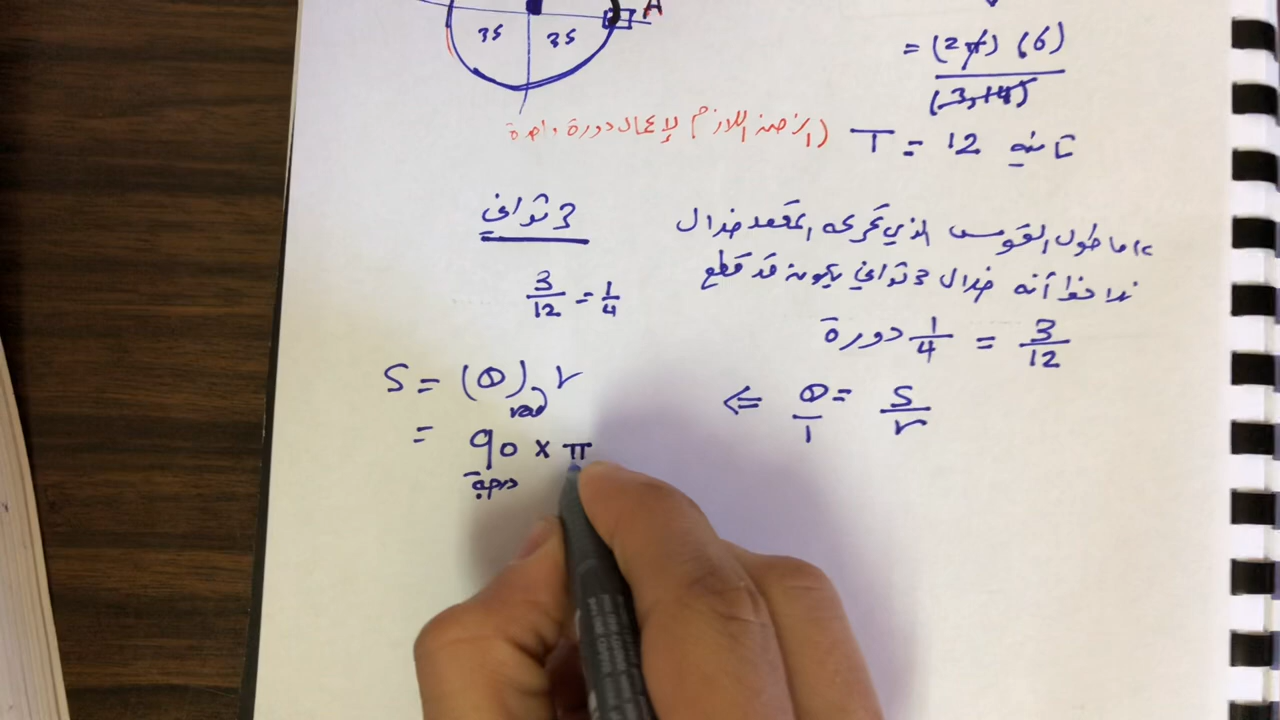 A
35 35
= (2π) (6)
(3,14)
(الزمن اللازم لإكمال دورة واحدة) T = 12 ثانيه
3 ثواني
3/12 = 1/4
ما طول القوس الذي تحركه المقعد خلال
نلاحظ أنه خلال 3 ثواني يكون قد قطع
3/12 = 1/4 دورة
θ/1 = S/r ⇐
S = (θ)rad r
= 90 × π
درجة